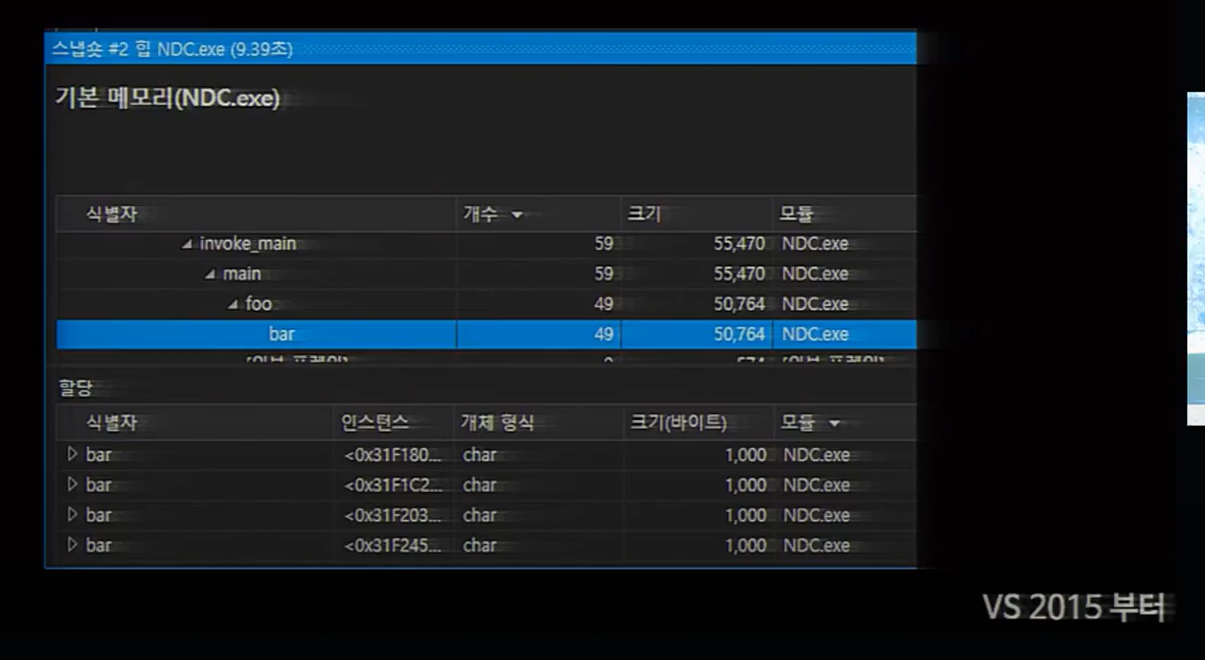 스냅숏 #2 힙 NDC.exe (9.39초)
기본 메모리(NDC.exe)
식별자 개수 크기 모듈
invoke_main 59 55,470 NDC.exe
main 59 55,470 NDC.exe
foo 49 50,764 NDC.exe
bar 49 50,764 NDC.exe
할당
식별자 인스턴스 개체 형식 크기(바이트) 모듈
bar <0x31F180... char 1,000 NDC.exe
bar <0x31F1C2... char 1,000 NDC.exe
bar <0x31F203... char 1,000 NDC.exe
bar <0x31F245... char 1,000 NDC.exe
VS 2015 부터